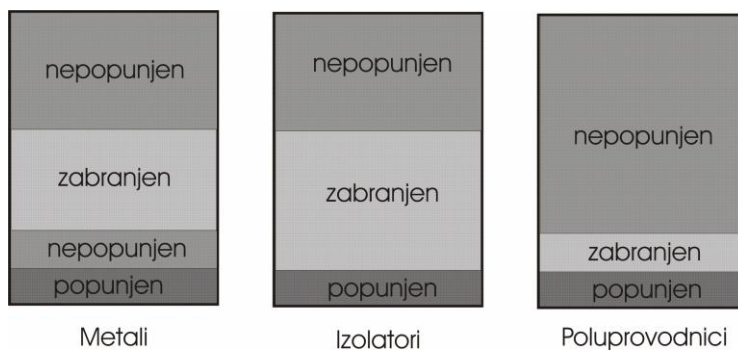 nepopunjen
zabranjen
nepopunjen
popunjen
Metali
nepopunjen
zabranjen
popunjen
Izolatori
nepopunjen
zabranjen
popunjen
Poluprovodnici